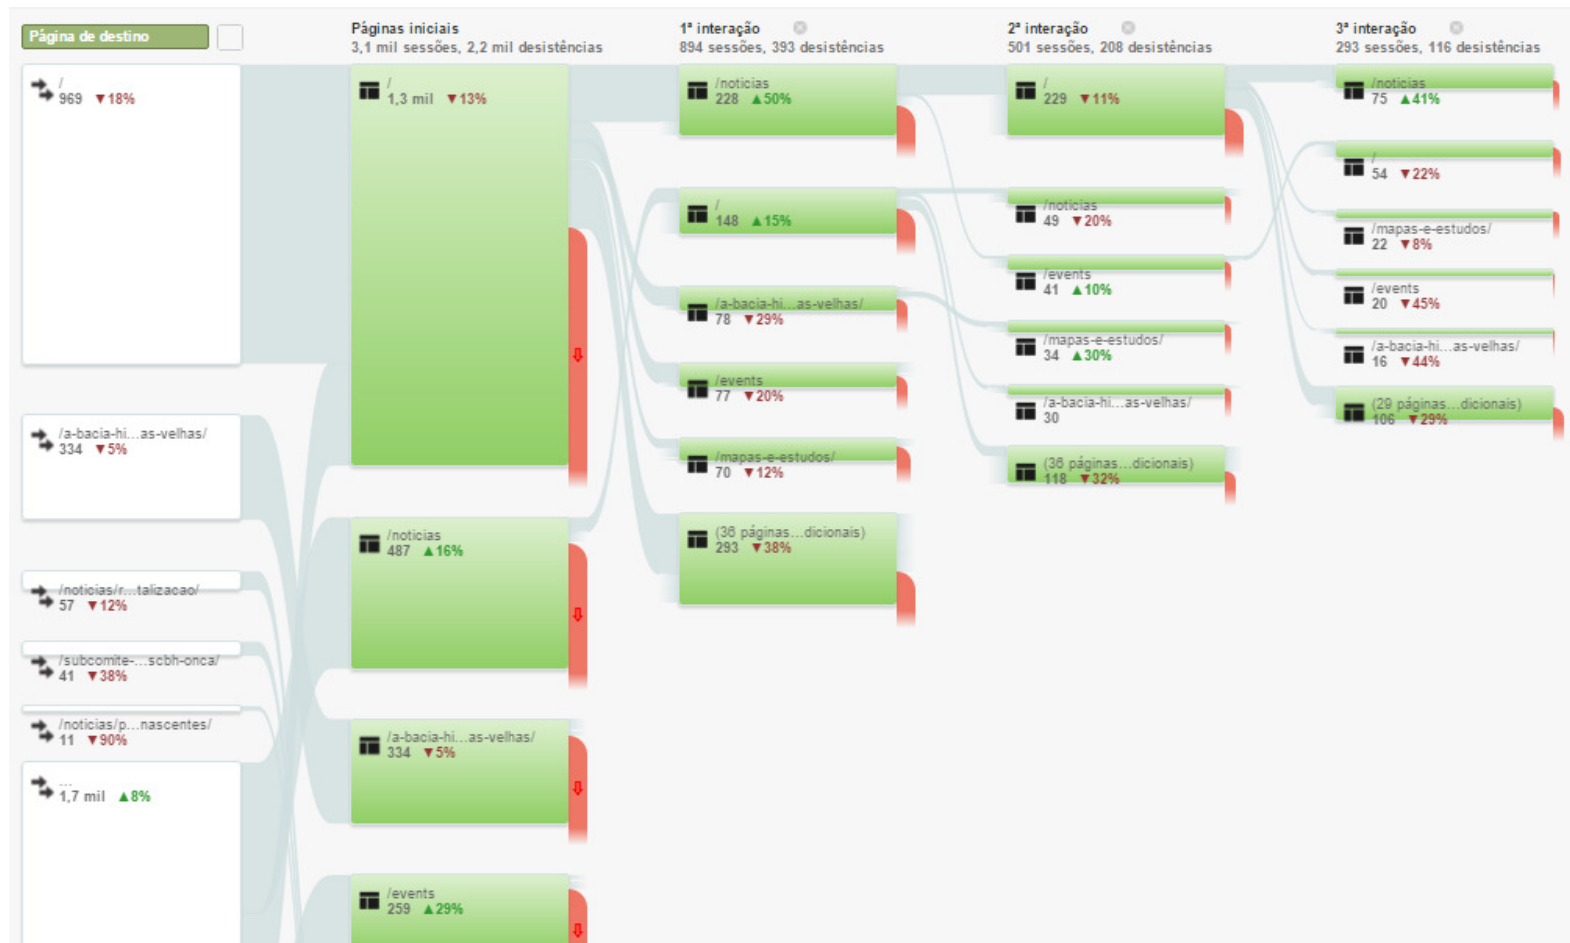 Página de destino
/
969 ▼18%
/a-bacia-hi...as-velhas/
334 ▼5%
/noticias/r...talizacao/
57 ▼12%
/subcomite-...scbh-onca/
41 ▼38%
/noticias/p...nascentes/
11 ▼90%
...
1,7 mil ▲8%
Páginas iniciais
3,1 mil sessões, 2,2 mil desistências
/
1,3 mil ▼13%
/noticias
487 ▲16%
/a-bacia-hi...as-velhas/
334 ▼5%
/events
259 ▲29%
1ª interação
894 sessões, 393 desistências
/noticias
228 ▲50%
/
148 ▲15%
/a-bacia-hi...as-velhas/
78 ▼29%
/events
77 ▼20%
/mapas-e-estudos/
70 ▼12%
(36 páginas...dicionais)
293 ▼38%
2ª interação
501 sessões, 208 desistências
/
229 ▼11%
/noticias
49 ▼20%
/events
41 ▲10%
/mapas-e-estudos/
34 ▲30%
/a-bacia-hi...as-velhas/
30
(36 páginas...dicionais)
118 ▼32%
3ª interação
293 sessões, 116 desistências
/noticias
75 ▲41%
/
54 ▼22%
/mapas-e-estudos/
22 ▼8%
/events
20 ▼45%
/a-bacia-hi...as-velhas/
16 ▼44%
(29 páginas...dicionais)
106 ▼29%